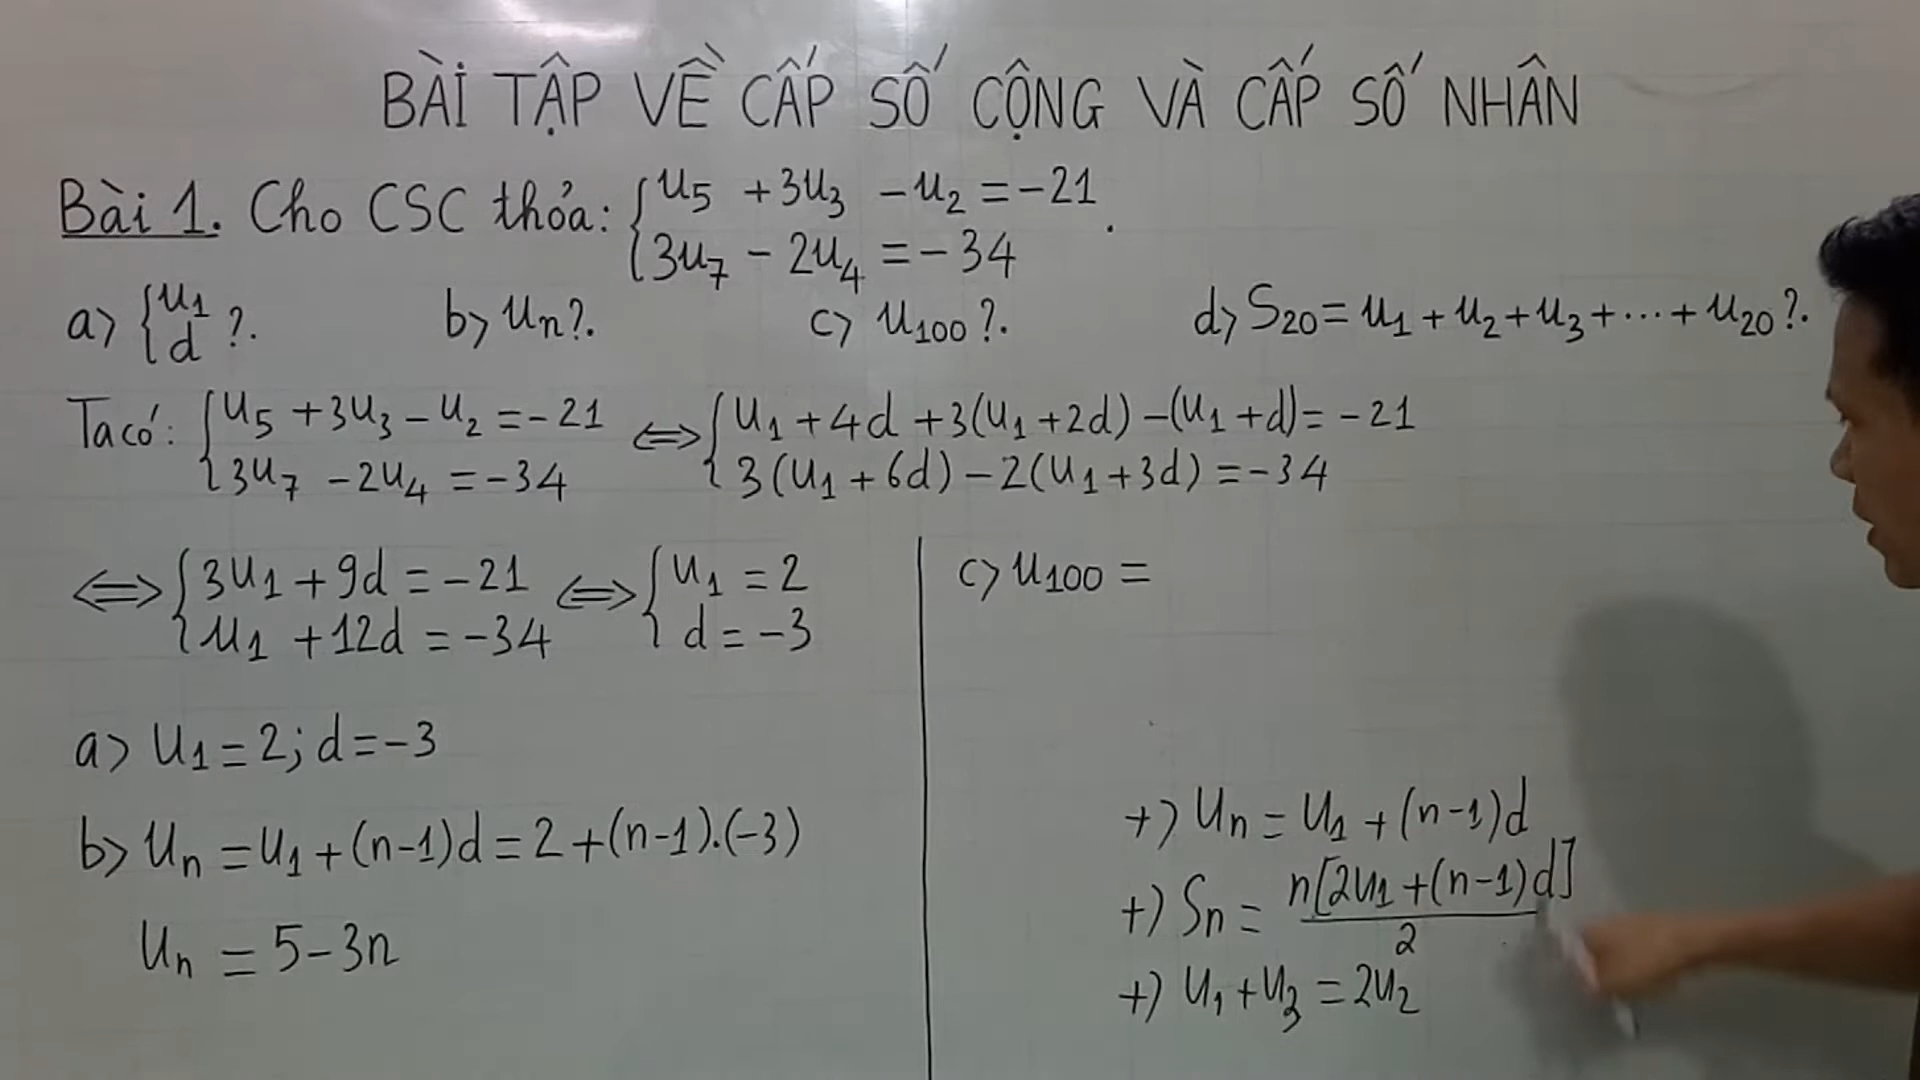 BÀI TẬP VỀ CẤP SỐ CỘNG VÀ CẤP SỐ NHÂN
Bài 1. Cho CSC thỏa: { u₅ + 3u₃ - u₂ = -21
3u₇ - 2u₄ = -34 .
a) { u₁ d ?. b) uₙ ?. c) u₁₀₀ ?. d) S₂₀ = u₁ + u₂ + u₃ + ... + u₂₀ ?.
Ta có: { u₅ + 3u₃ - u₂ = -21 ⇔ { u₁ + 4d + 3(u₁ + 2d) - (u₁ + d) = -21
3u₇ - 2u₄ = -34 3(u₁ + 6d) - 2(u₁ + 3d) = -34
⇔ { 3u₁ + 9d = -21 ⇔ { u₁ = 2
u₁ + 12d = -34 d = -3
a) u₁ = 2; d = -3
b) uₙ = u₁ + (n-1)d = 2 + (n-1).(-3)
uₙ = 5 - 3n
c) u₁₀₀ =
+) uₙ = u₁ + (n-1)d
+) Sₙ = n[2u₁ + (n-1)d] / 2
+) u₁ + u₃ = 2u₂